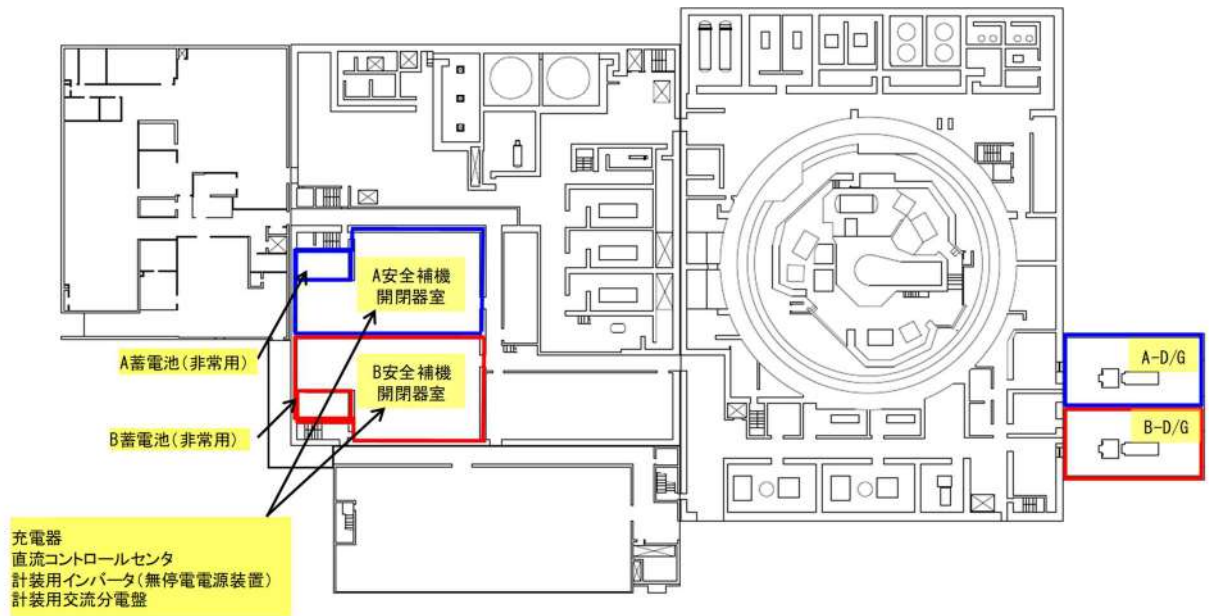 A安全補機
開閉器室
A蓄電池(非常用)
B安全補機
開閉器室
B蓄電池(非常用)
A-D/G
B-D/G
充電器
直流コントロールセンタ
計装用インバータ(無停電電源装置)
計装用交流分電盤